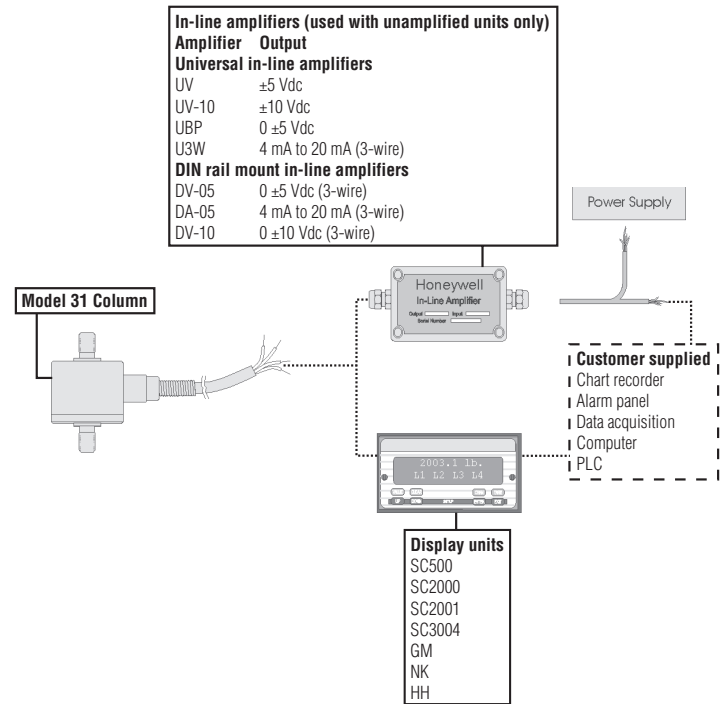 In-line amplifiers (used with unamplified units only)
Amplifier Output
Universal in-line amplifiers
UV ±5 Vdc
UV-10 ±10 Vdc
UBP 0 ±5 Vdc
U3W 4 mA to 20 mA (3-wire)
DIN rail mount in-line amplifiers
DV-05 0 ±5 Vdc (3-wire)
DA-05 4 mA to 20 mA (3-wire)
DV-10 0 ±10 Vdc (3-wire)
Power Supply
Honeywell
In-Line Amplifier
Output Input
Serial Number
Model 31 Column
Customer supplied
Chart recorder
Alarm panel
Data acquisition
Computer
PLC
2003.1 lb.
L1 L2 L3 L4
SETUP
Display units
SC500
SC2000
SC2001
SC3004
GM
NK
HH